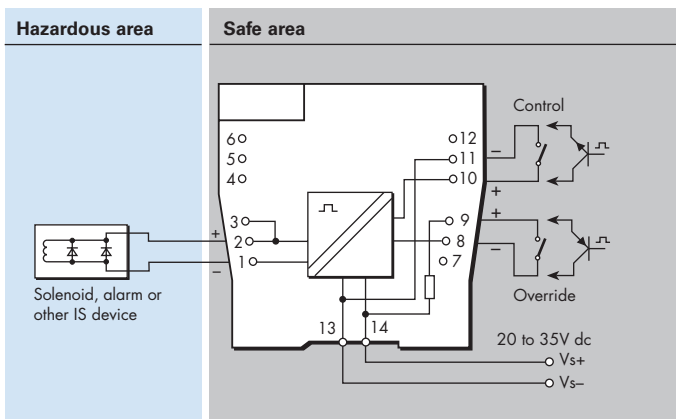 Hazardous area
Safe area
Control
6
5
4
3
2
1
12
11
10
9
8
7
–
+
+
–
+
–
Override
Solenoid, alarm or
other IS device
13
14
20 to 35V dc
Vs+
Vs–